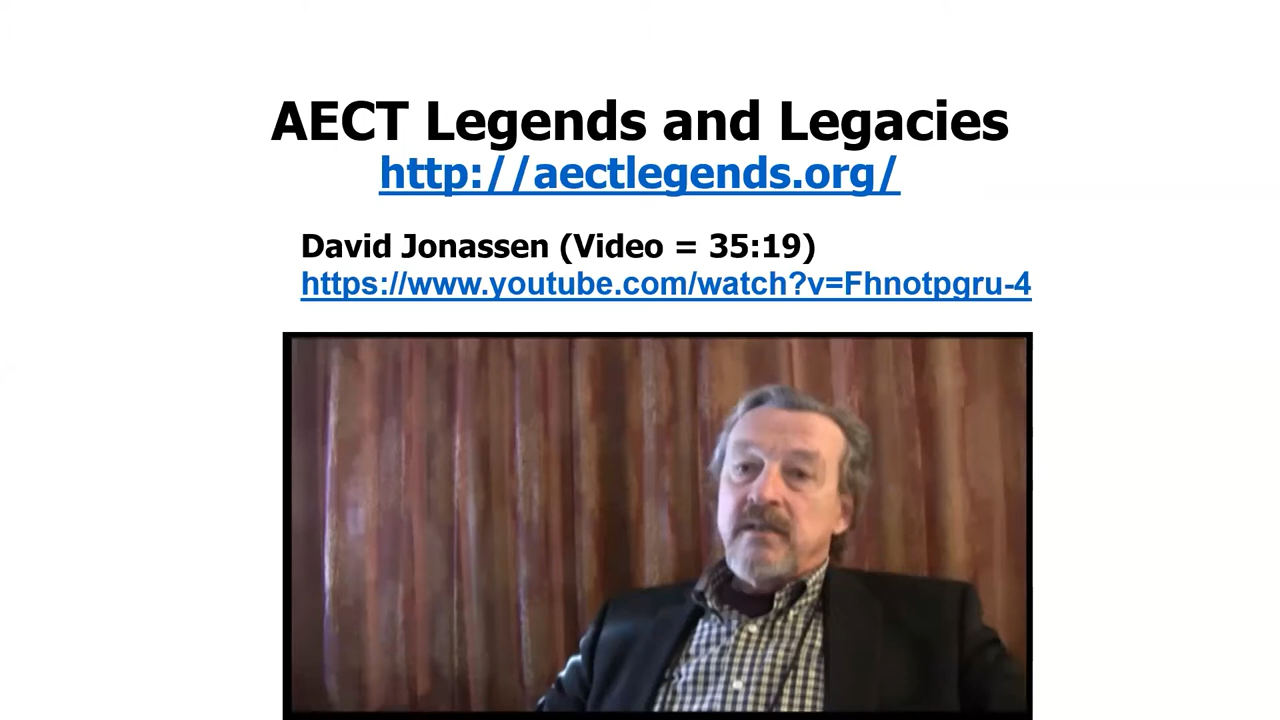 AECT Legends and Legacies
http://aectlegends.org/
David Jonassen (Video = 35:19)
https://www.youtube.com/watch?v=Fhnotpgru-4